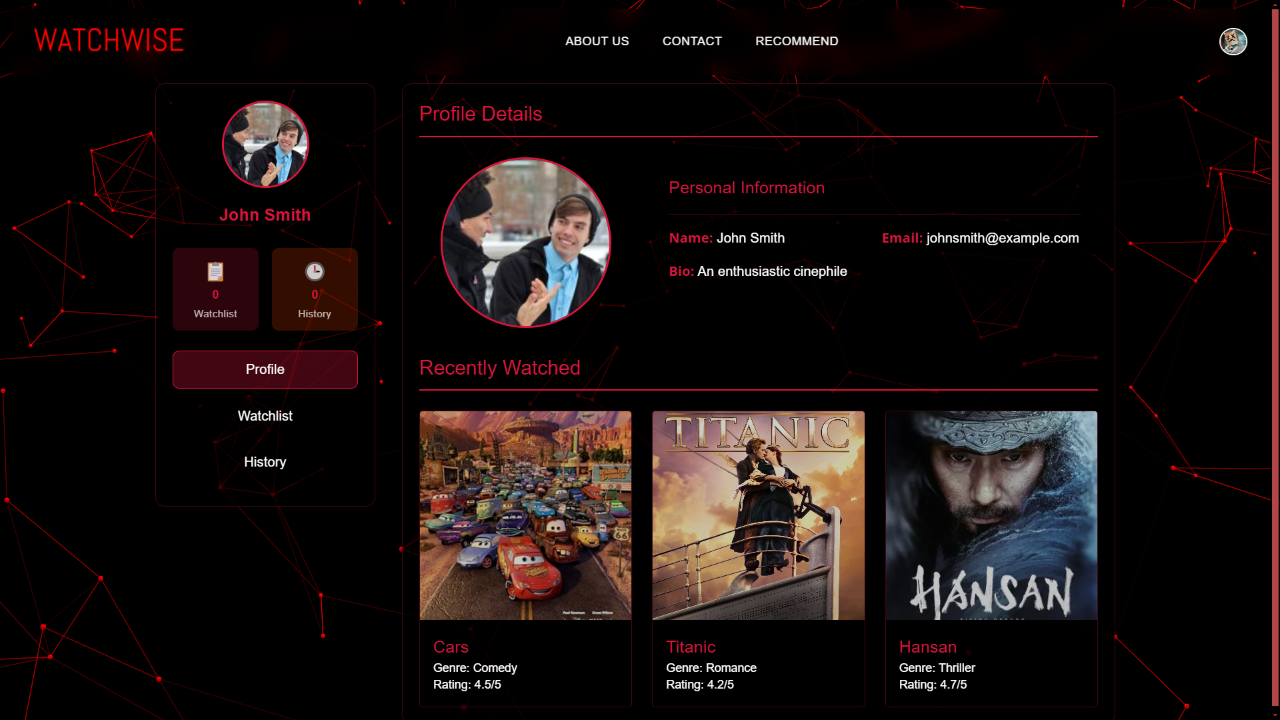 WATCHWISE
ABOUT US CONTACT RECOMMEND
John Smith
0
Watchlist
0
History
Profile
Watchlist
History
Profile Details
Personal Information
Name: John Smith
Email: johnsmith@example.com
Bio: An enthusiastic cinephile
Recently Watched
66
TITANIC
HANSAN
Cars
Genre: Comedy
Rating: 4.5/5
Titanic
Genre: Romance
Rating: 4.2/5
Hansan
Genre: Thriller
Rating: 4.7/5